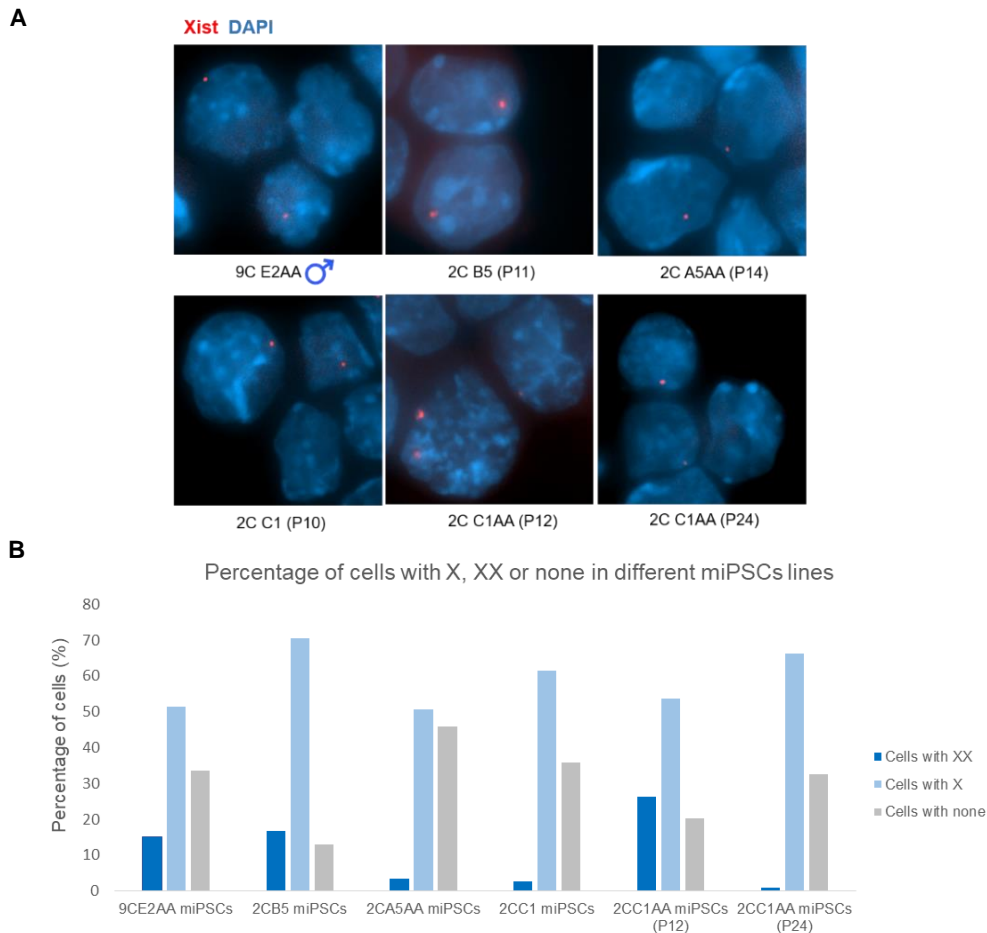 A
Xist DAPI
9C E2AA ♂
2C B5 (P11)
2C A5AA (P14)
2C C1 (P10)
2C C1AA (P12)
2C C1AA (P24)
B
Percentage of cells with X, XX or none in different miPSCs lines
Percentage of cells (%)
80
70
60
50
40
30
20
10
0
9CE2AA miPSCs
2CB5 miPSCs
2CA5AA miPSCs
2CC1 miPSCs
2CC1AA miPSCs
(P12)
2CC1AA miPSCs
(P24)
Cells with XX
Cells with X
Cells with none